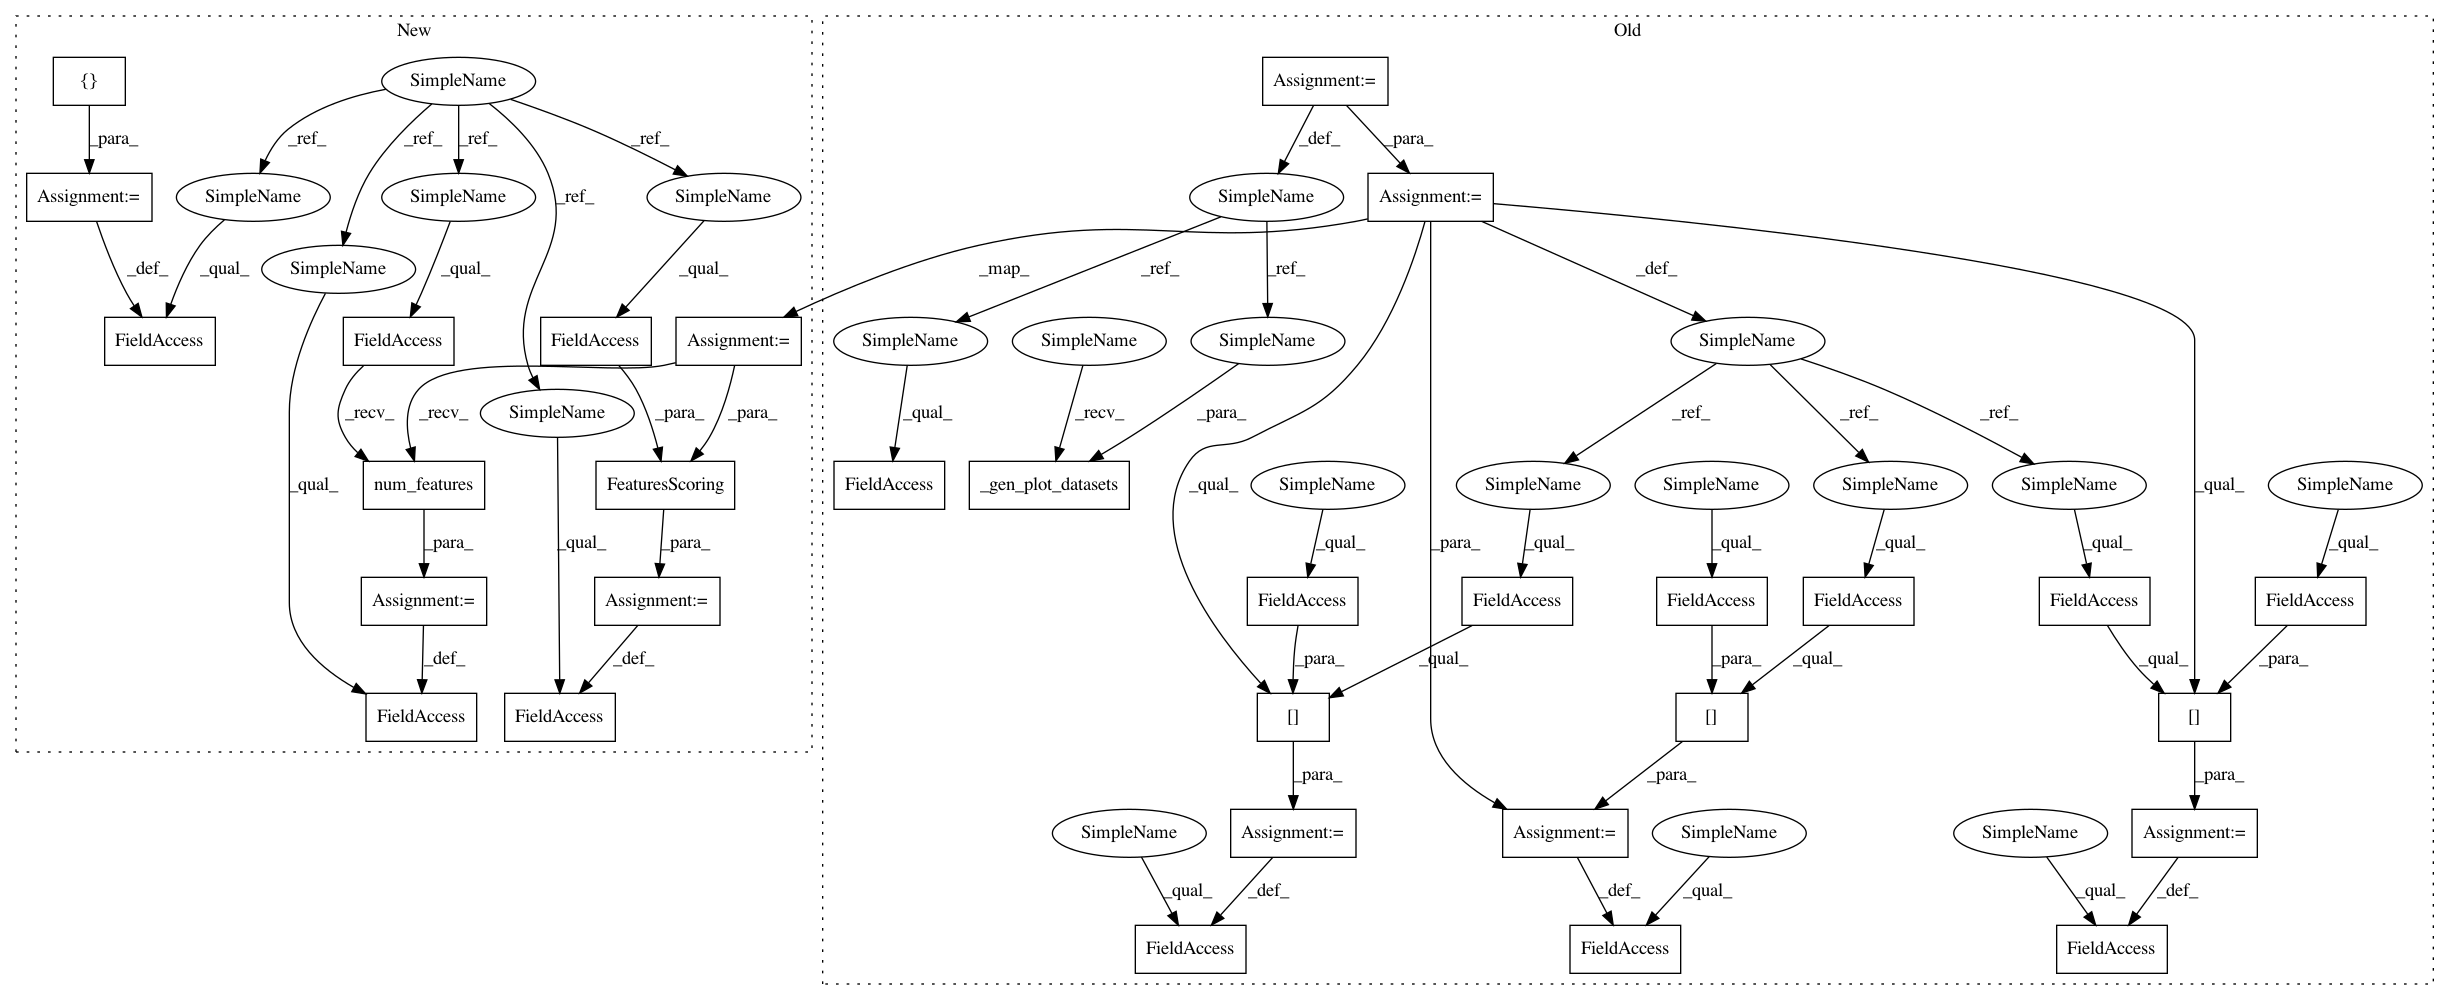 New
Old
{}
SimpleName
Assignment:=
_para_
_ref_
_ref_
_ref_
_ref_
_ref_
_def_
_para_
Assignment:=
SimpleName
SimpleName
SimpleName
SimpleName
Assignment:=
_def_
_qual_
SimpleName
_qual_
_qual_
_map_
_ref_
_ref_
_def_
FieldAccess
FieldAccess
FieldAccess
Assignment:=
SimpleName
SimpleName
SimpleName
SimpleName
_recv_
_recv_
SimpleName
_para_
_para_
_qual_
_recv_
_para_
_ref_
_ref_
_ref_
_qual_
num_features
FeaturesScoring
FieldAccess
_gen_plot_datasets
_qual_
SimpleName
SimpleName
SimpleName
SimpleName
SimpleName
_qual_
SimpleName
_para_
_qual_
_para_
_qual_
_para_
_qual_
_qual_
_qual_
_qual_
_qual_
Assignment:=
Assignment:=
FieldAccess
FieldAccess
FieldAccess
FieldAccess
FieldAccess
FieldAccess
_def_
_def_
_para_
_qual_
_para_
_qual_
_qual_
_para_
FieldAccess
FieldAccess
[]
[]
[]
_para_
_para_
_para_
SimpleName
Assignment:=
Assignment:=
SimpleName
SimpleName
Assignment:=
_qual_
_def_
_def_
_qual_
_qual_
_def_
FieldAccess
FieldAccess
FieldAccess